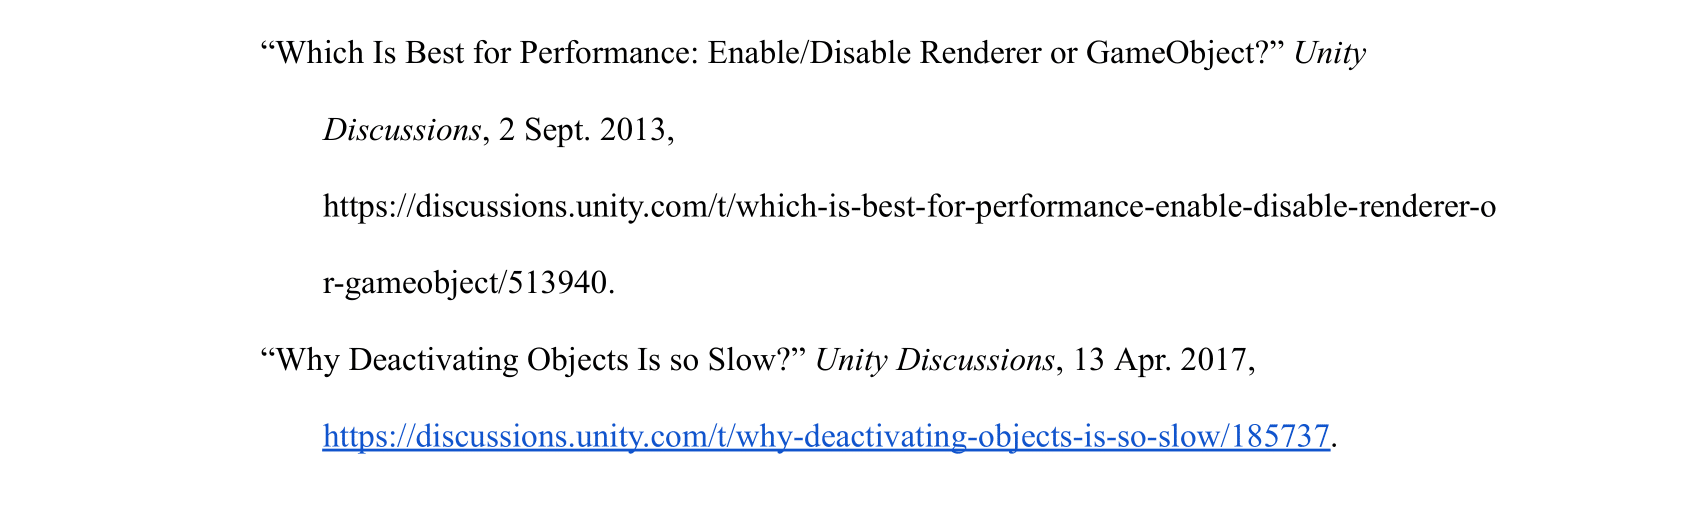 “Which Is Best for Performance: Enable/Disable Renderer or GameObject?” Unity
Discussions, 2 Sept. 2013,
https://discussions.unity.com/t/which-is-best-for-performance-enable-disable-renderer-o
r-gameobject/513940.
“Why Deactivating Objects Is so Slow?” Unity Discussions, 13 Apr. 2017,
https://discussions.unity.com/t/why-deactivating-objects-is-so-slow/185737.